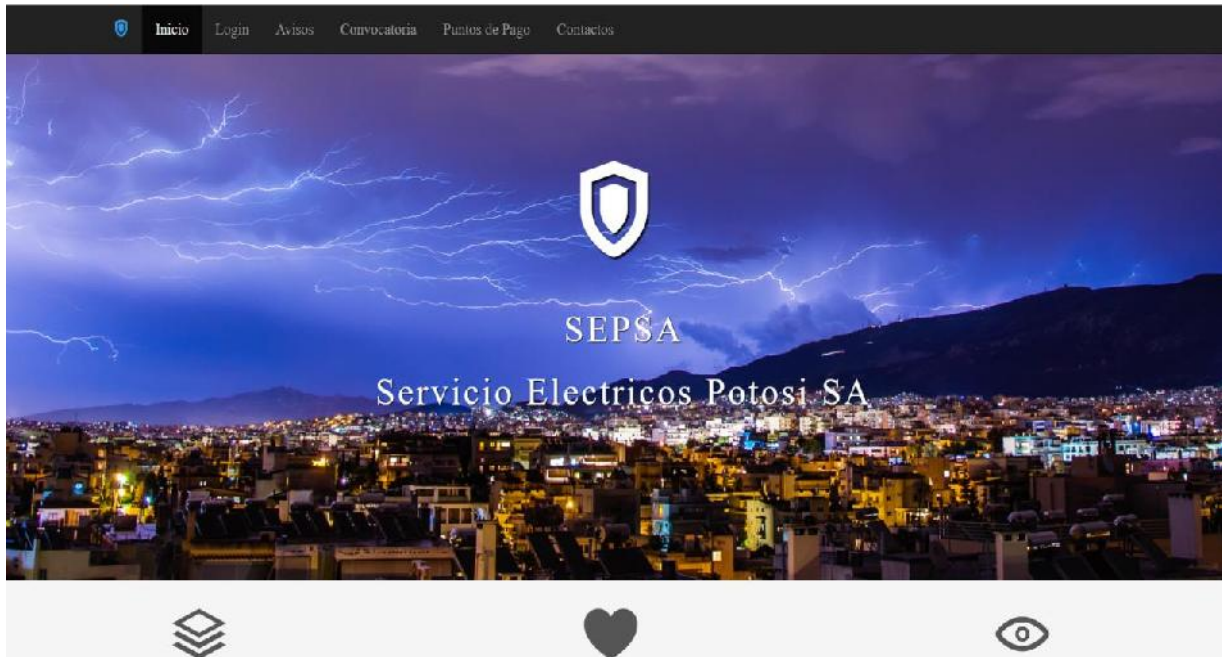 Inicio Login Avisos Convocatoria Puntos de Pago Contactos
SEPSA
Servicio Electricos Potosi SA